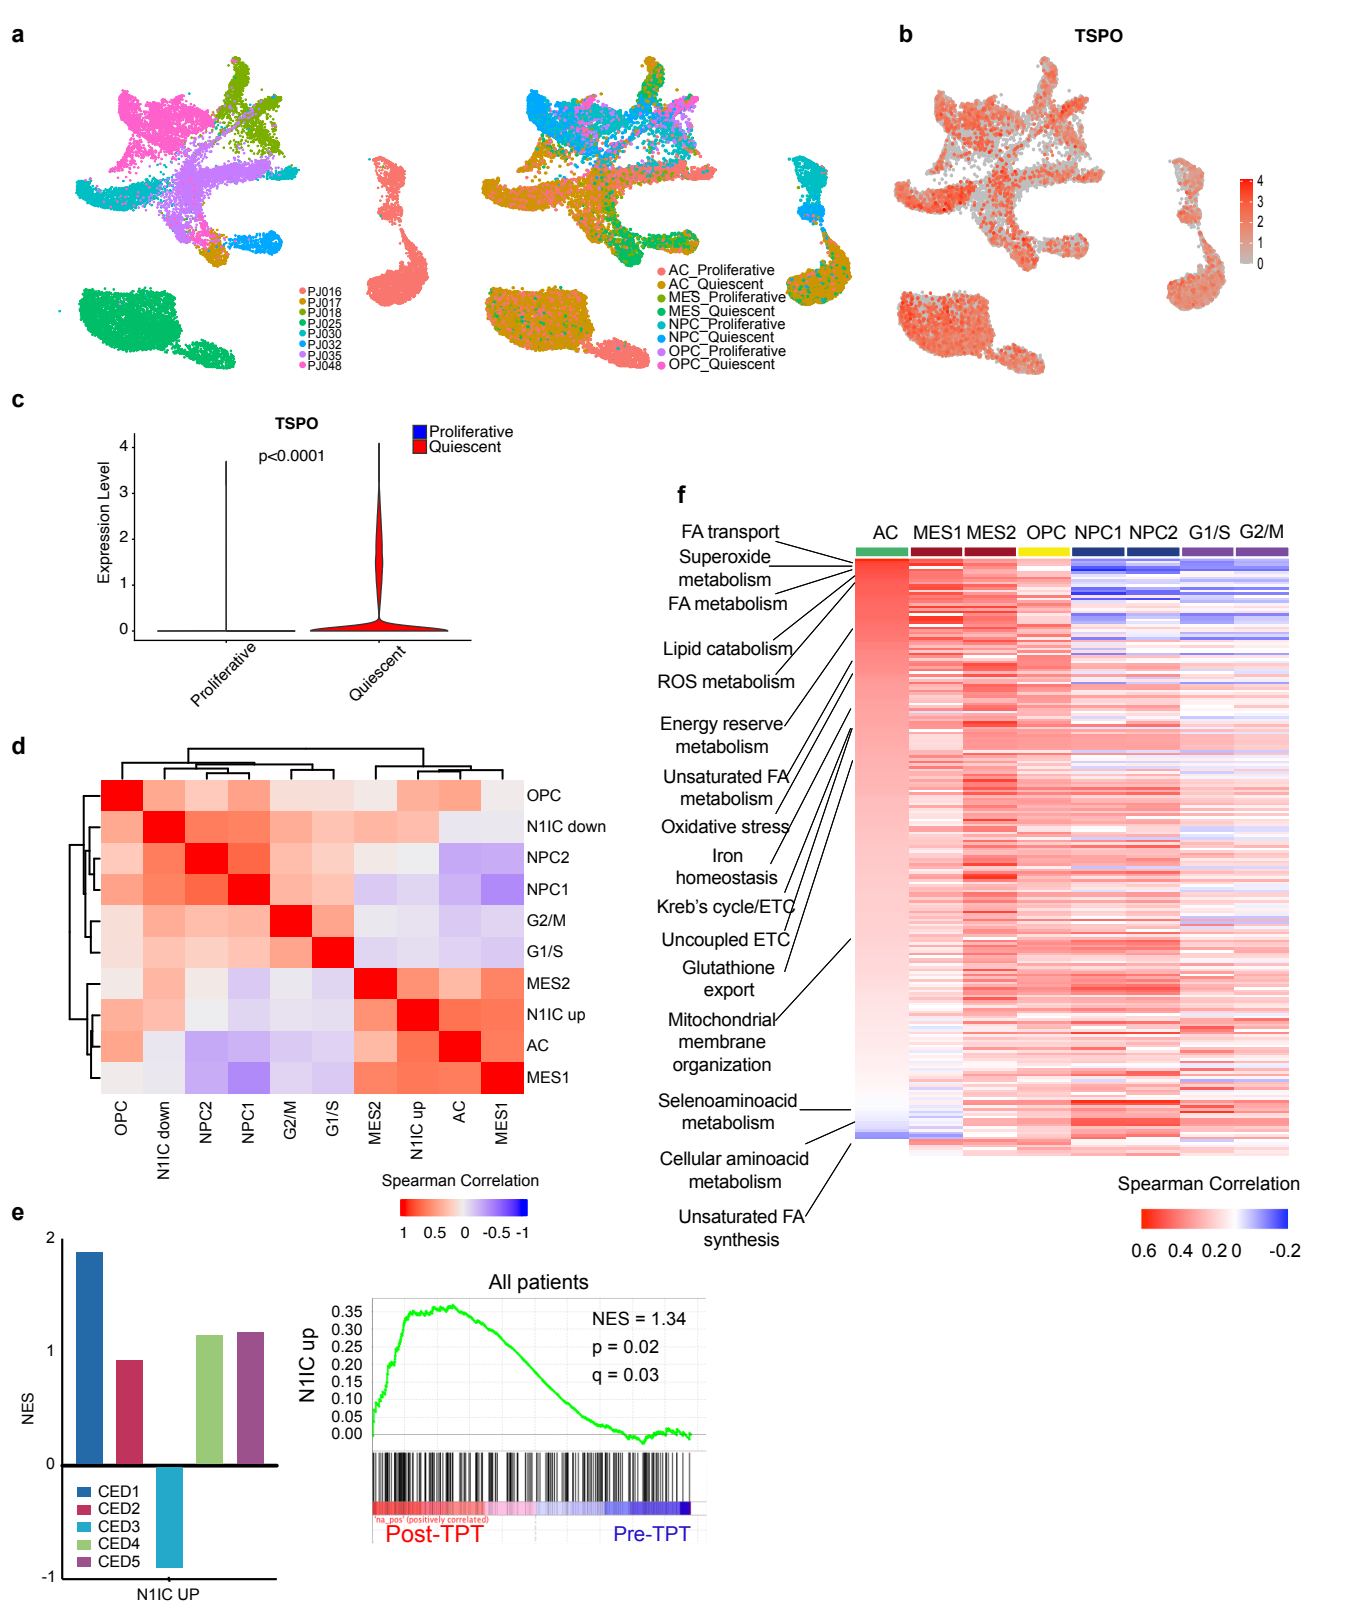 a
PJ016
PJ017
PJ018
PJ025
PJ030
PJ032
PJ035
PJ048
AC_Proliferative
AC_Quiescent
MES_Proliferative
MES_Quiescent
NPC_Proliferative
NPC_Quiescent
OPC_Proliferative
OPC_Quiescent
b
TSPO
4
3
2
1
0
c
TSPO
p<0.0001
Proliferative
Quiescent
Expression Level
4
3
2
1
0
Proliferative
Quiescent
d
OPC
N1IC down
NPC2
NPC1
G2/M
G1/S
MES2
N1IC up
AC
MES1
OPC
N1IC down
NPC2
NPC1
G2/M
G1/S
MES2
N1IC up
AC
MES1
Spearman Correlation
1 0.5 0 -0.5 -1
e
2
1
0
-1
NES
CED1
CED2
CED3
CED4
CED5
N1IC UP
All patients
N1IC up
0.35
0.30
0.25
0.20
0.15
0.10
0.05
0.00
NES = 1.34
p = 0.02
q = 0.03
'na_pos' (positively correlated)
Post-TPT
Pre-TPT
f
AC MES1 MES2 OPC NPC1 NPC2 G1/S G2/M
FA transport
Superoxide
metabolism
FA metabolism
Lipid catabolism
ROS metabolism
Energy reserve
metabolism
Unsaturated FA
metabolism
Oxidative stress
Iron
homeostasis
Kreb's cycle/ETC
Uncoupled ETC
Glutathione
export
Mitochondrial
membrane
organization
Selenoaminoacid
metabolism
Cellular aminoacid
metabolism
Unsaturated FA
synthesis
Spearman Correlation
0.6 0.4 0.2 0 -0.2